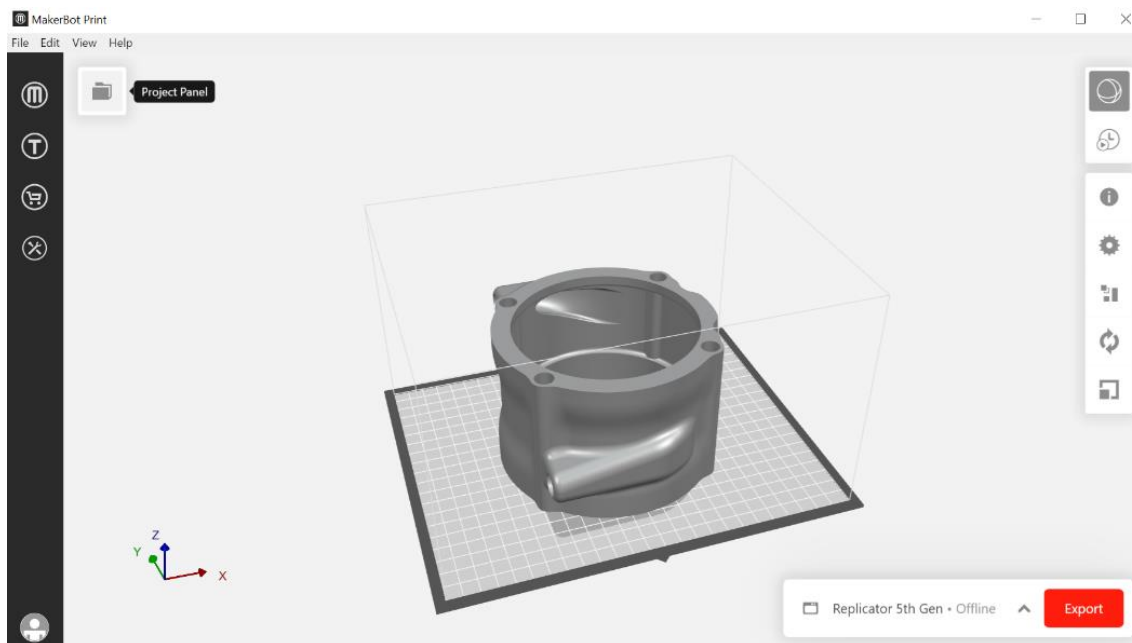 MakerBot Print
File Edit View Help
Project Panel
Z
Y
X
Replicator 5th Gen • Offline
Export